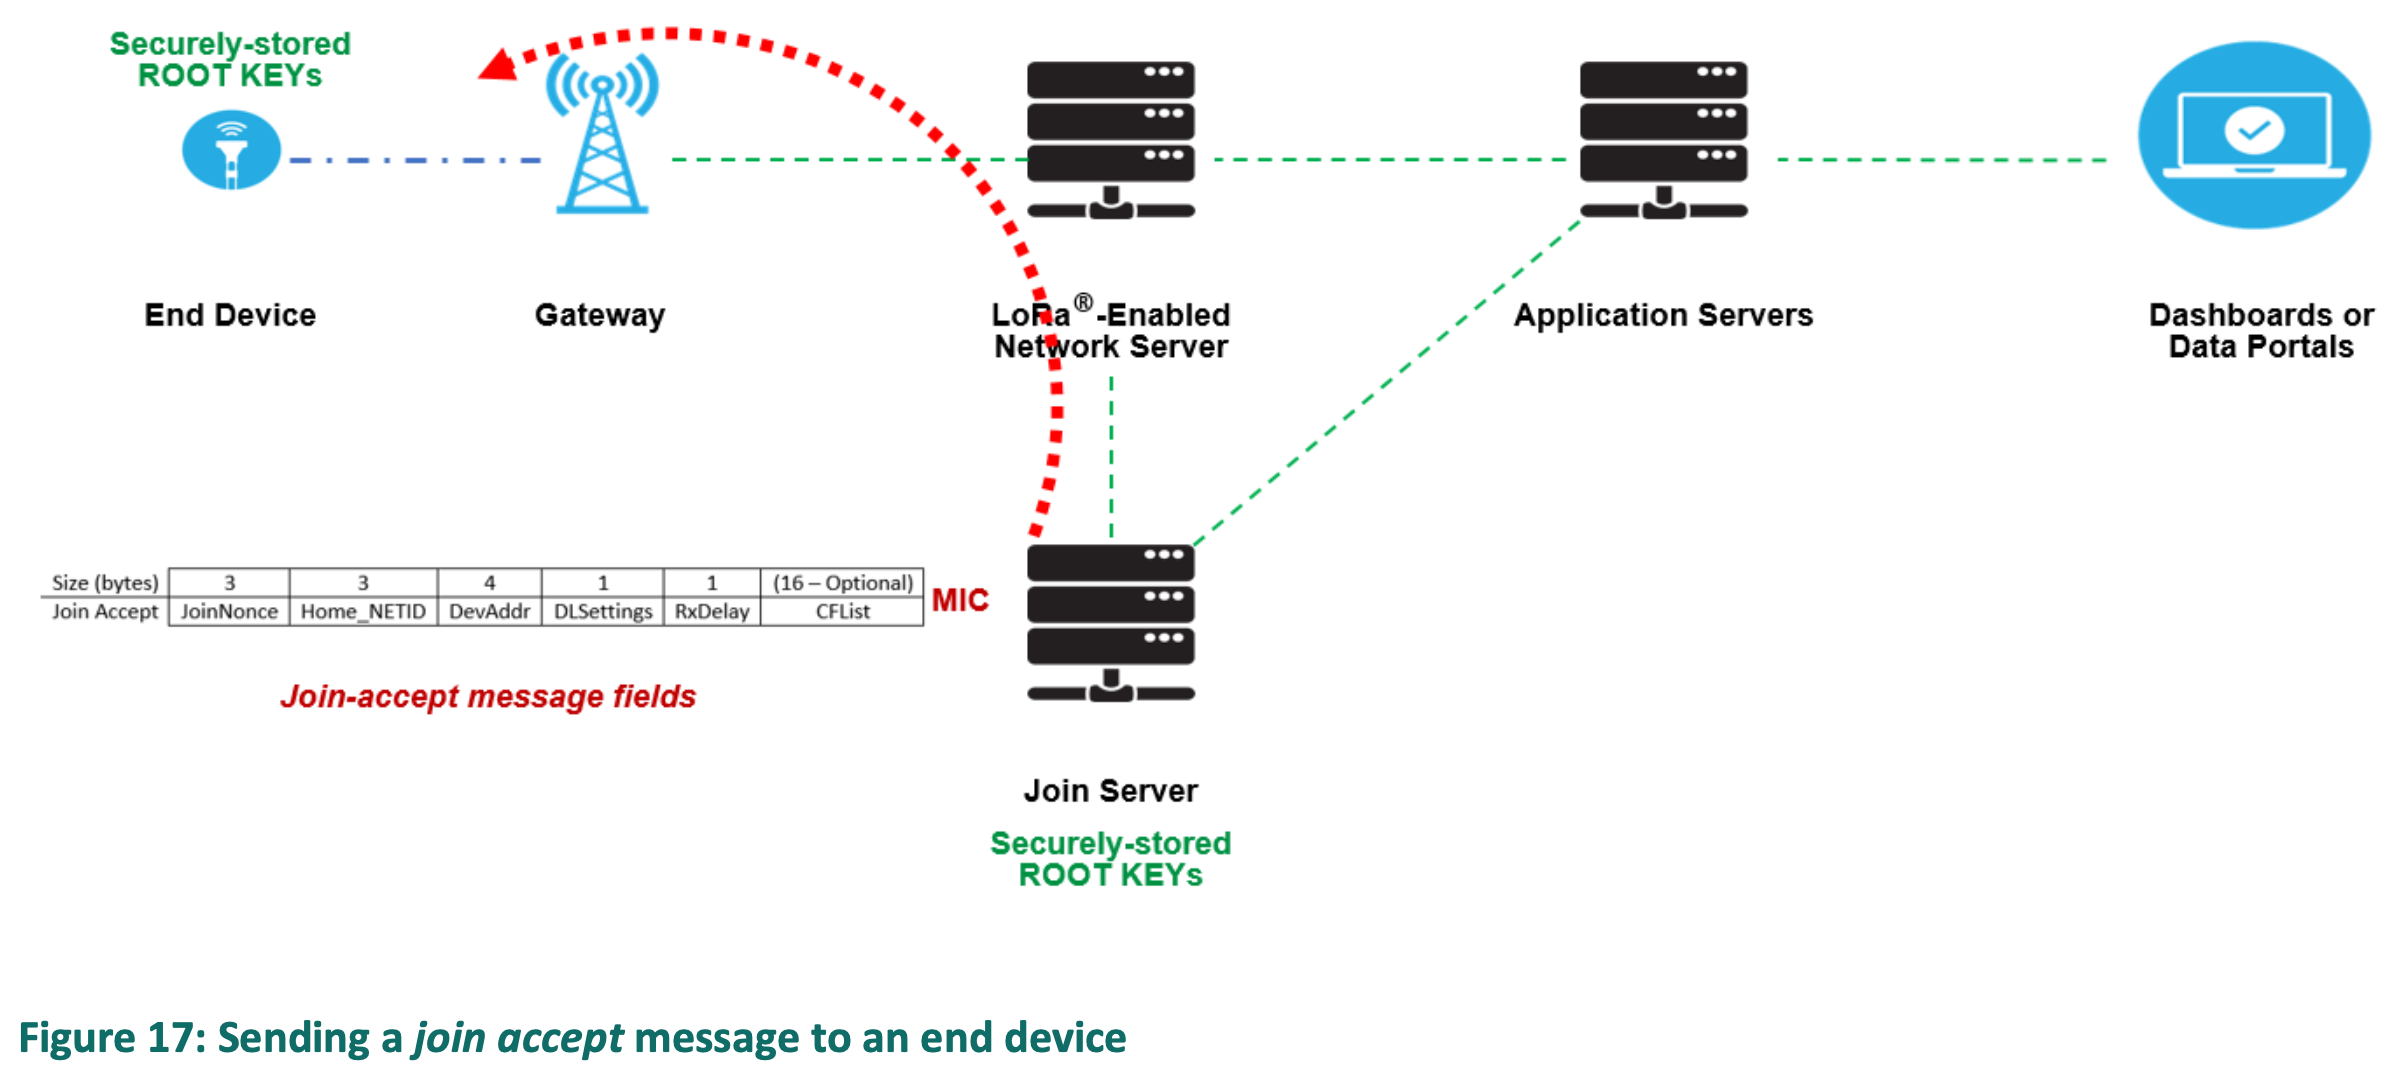 Securely-stored
ROOT KEYs
End Device
Gateway
LoRa®-Enabled
Network Server
Application Servers
Dashboards or
Data Portals
Size (bytes) 3 3 4 1 1 (16 – Optional)
Join Accept JoinNonce Home_NETID DevAddr DLSettings RxDelay CFList
MIC
Join-accept message fields
Join Server
Securely-stored
ROOT KEYs
Figure 17: Sending a join accept message to an end device